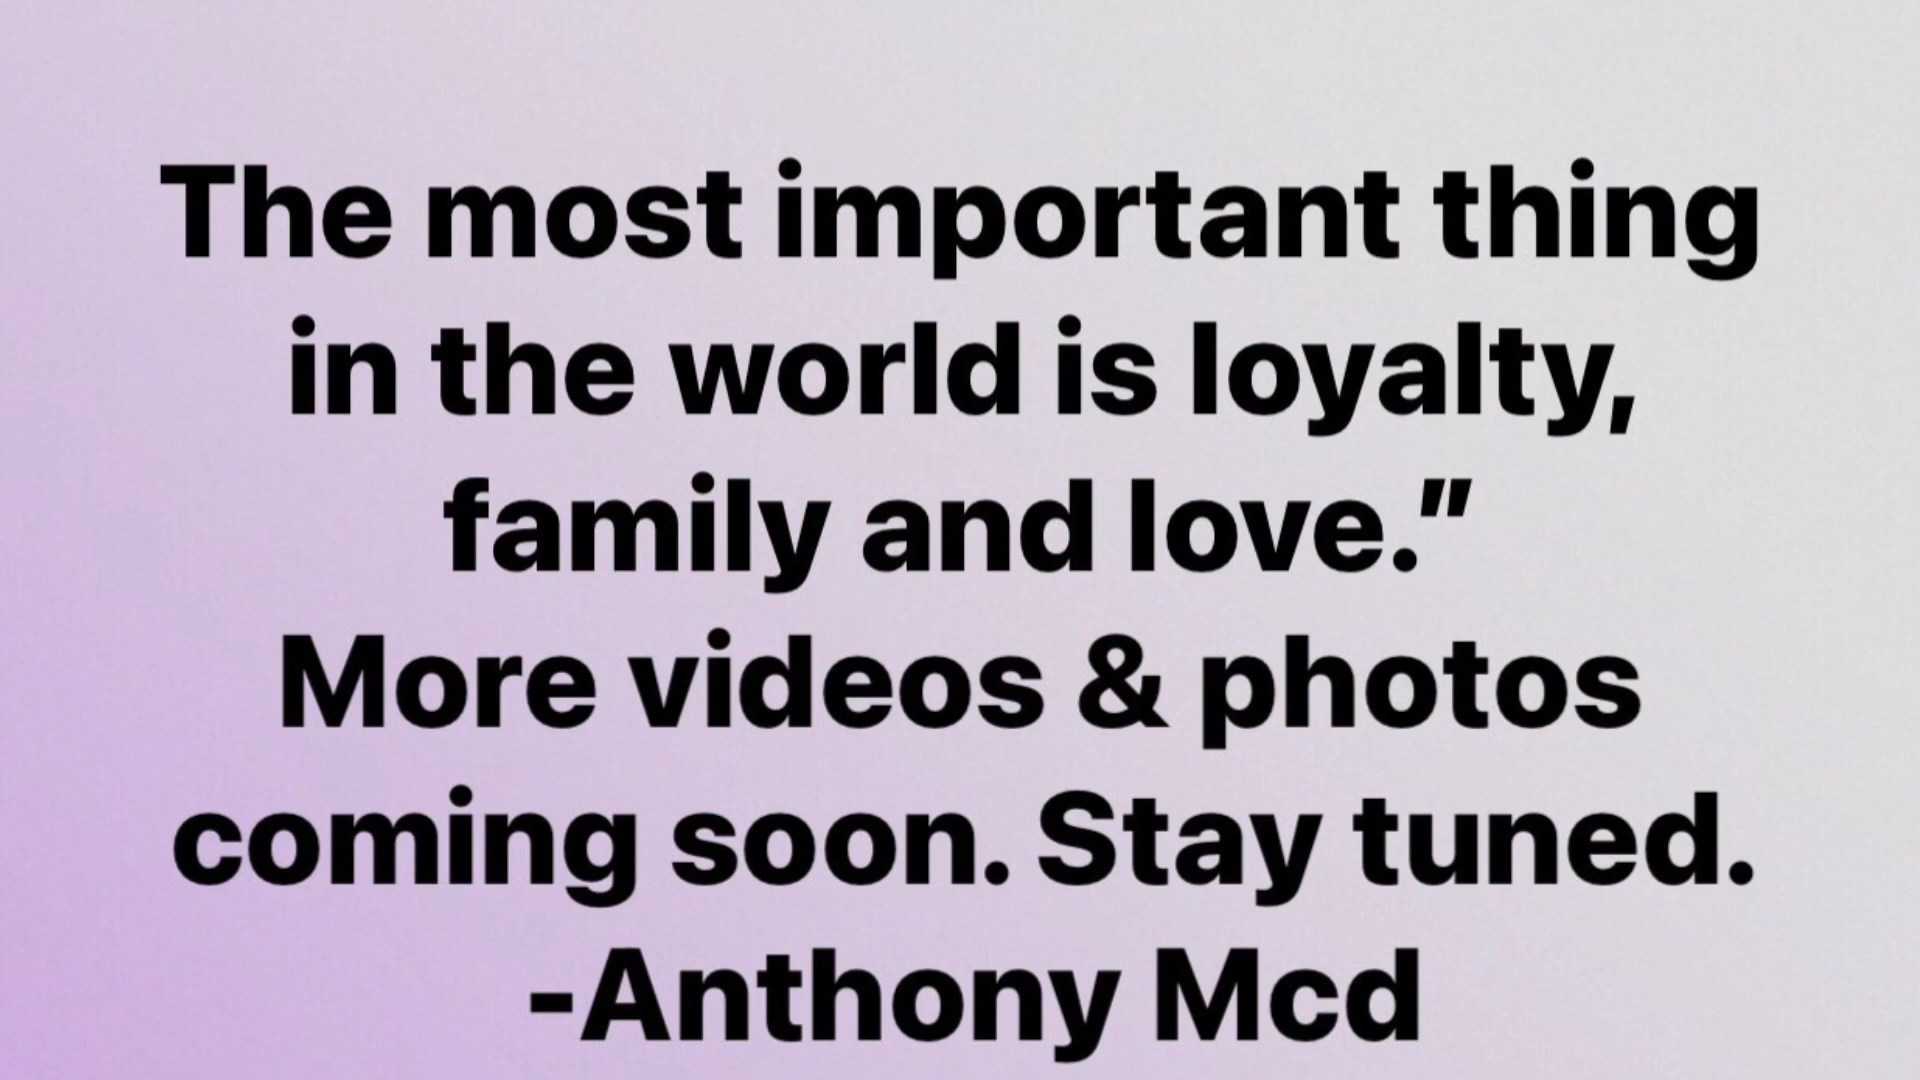 The most important thing
in the world is loyalty,
family and love.”
More videos & photos
coming soon. Stay tuned.
-Anthony Mcd